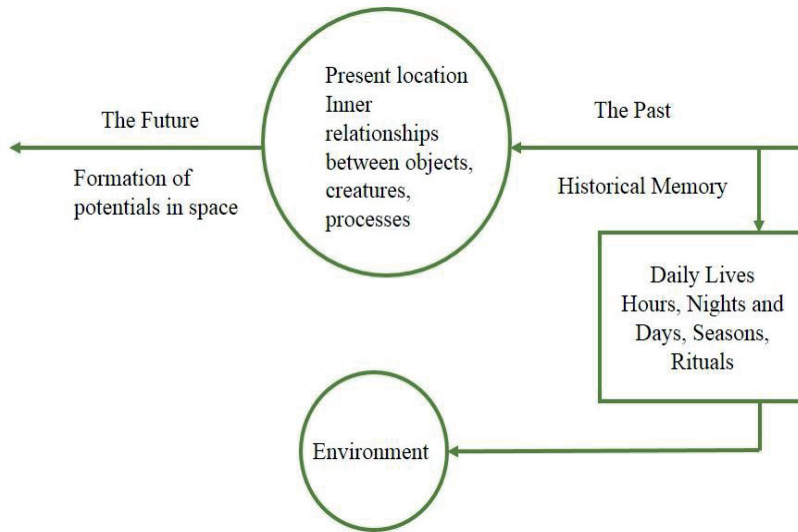 The Future
Formation of
potentials in space
Present location
Inner
relationships
between objects,
creatures,
processes
The Past
Historical Memory
Daily Lives
Hours, Nights and
Days, Seasons,
Rituals
Environment